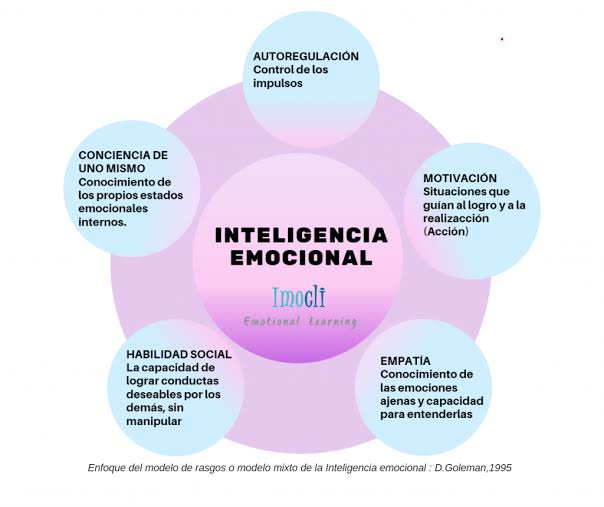 AUTOREGULACIÓN
Control de los
impulsos
CONCIENCIA DE
UNO MISMO
Conocimiento de
los propios estados
emocionales
internos.
MOTIVACIÓN
Situaciones que
guían al logro y a la
realizacción
(Acción)
INTELIGENCIA
EMOCIONAL
Imocli
Emotional Learning
HABILIDAD SOCIAL
La capacidad de
lograr conductas
deseables por los
demás, sin
manipular
EMPATÍA
Conocimiento de
las emociones
ajenas y capacidad
para entenderlas
Enfoque del modelo de rasgos o modelo mixto de la Inteligencia emocional : D.Goleman,1995